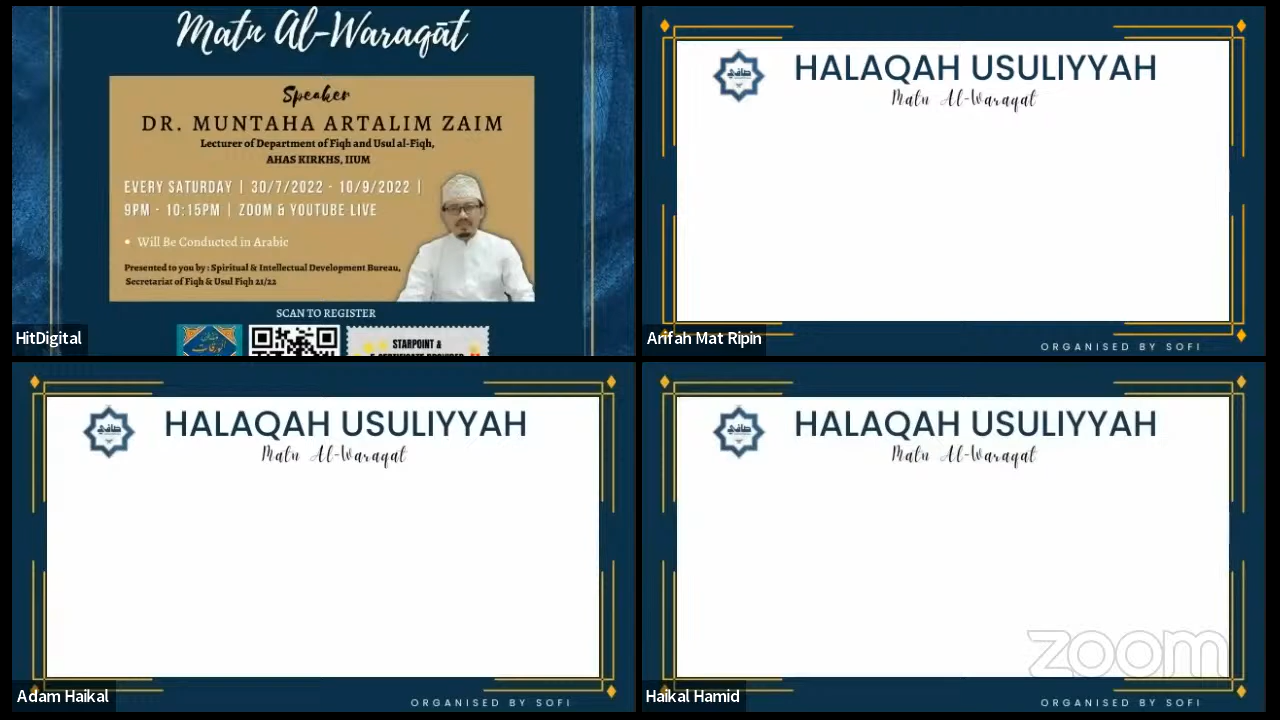 Matn Al-Waraqāt
Speaker
DR. MUNTAHA ARTALIM ZAIM
Lecturer of Department of Fiqh and Usul al-Fiqh,
AHAS KIRKHS, IIUM
EVERY SATURDAY | 30/7/2022 - 10/9/2022 |
9PM - 10:15PM | ZOOM & YOUTUBE LIVE
• Will Be Conducted in Arabic
Presented to you by : Spiritual & Intellectual Development Bureau,
Secretariat of Fiqh & Usul Fiqh 21/22
SCAN TO REGISTER
STARPOINT &
HitDigital
HALAQAH USULIYYAH
Matn Al-Waraqat
ORGANISED BY SOFI
Arifah Mat Ripin
HALAQAH USULIYYAH
Matn Al-Waraqat
ORGANISED BY SOFI
Adam Haikal
HALAQAH USULIYYAH
Matn Al-Waraqat
zoom
ORGANISED BY SOFI
Haikal Hamid